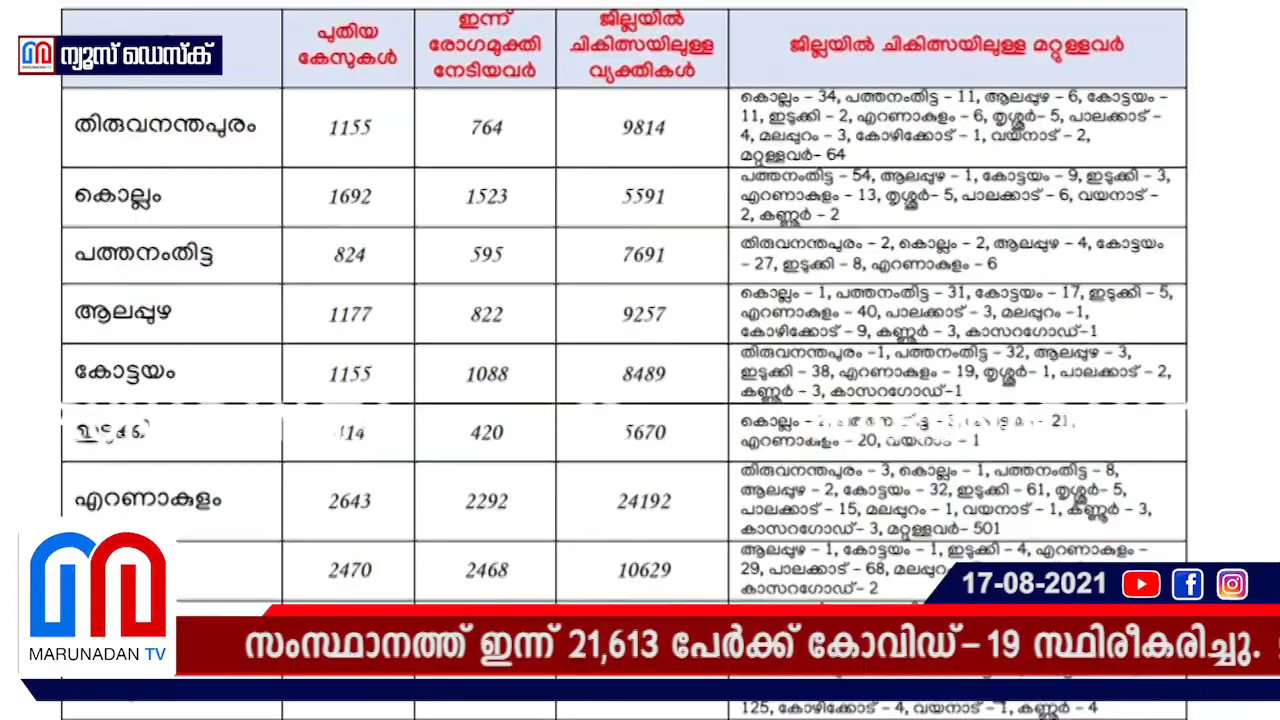 ന്യൂസ് ഡെസ്ക്
MARUNADAN TV
പുതിയ കേസുകൾ
ഇന്ന് രോഗമുക്തി നേടിയവർ
ജില്ലയിൽ ചികിത്സയിലുള്ള വ്യക്തികൾ
ജില്ലയിൽ ചികിത്സയിലുള്ള മറ്റുള്ളവർ
തിരുവനന്തപുരം 1155 764 9814
കൊല്ലം - 34, പത്തനംതിട്ട - 11, ആലപ്പുഴ - 6, കോട്ടയം -
11, ഇടുക്കി - 2, എറണാകുളം - 6, തൃശ്ശൂർ- 5, പാലക്കാട് -
4, മലപ്പുറം - 3, കോഴിക്കോട് - 1, വയനാട് - 2,
മറ്റുള്ളവർ- 64
കൊല്ലം 1692 1523 5591
പത്തനംതിട്ട - 54, ആലപ്പുഴ - 1, കോട്ടയം - 9, ഇടുക്കി - 3,
എറണാകുളം - 13, തൃശ്ശൂർ- 5, പാലക്കാട് - 6, വയനാട് -
2, കണ്ണൂർ - 2
പത്തനംതിട്ട 824 595 7691
തിരുവനന്തപുരം - 2, കൊല്ലം - 2, ആലപ്പുഴ - 4, കോട്ടയം
- 27, ഇടുക്കി - 8, എറണാകുളം - 6
ആലപ്പുഴ 1177 822 9257
കൊല്ലം - 1, പത്തനംതിട്ട - 31, കോട്ടയം - 17, ഇടുക്കി - 5,
എറണാകുളം - 40, പാലക്കാട് - 3, മലപ്പുറം -1,
കോഴിക്കോട് - 9, കണ്ണൂർ - 3, കാസറഗോഡ്-1
കോട്ടയം 1155 1088 8489
തിരുവനന്തപുരം -1, പത്തനംതിട്ട - 32, ആലപ്പുഴ - 3,
ഇടുക്കി - 38, എറണാകുളം - 19, തൃശ്ശൂർ- 1, പാലക്കാട് - 2,
കണ്ണൂർ - 3, കാസറഗോഡ്-1
420 5670
കൊല്ലം - 21,
എറണാകുളം - 20, - 1
എറണാകുളം 2643 2292 24192
തിരുവനന്തപുരം - 3, കൊല്ലം - 1, പത്തനംതിട്ട - 8,
ആലപ്പുഴ - 2, കോട്ടയം - 32, ഇടുക്കി - 61, തൃശ്ശൂർ- 5,
പാലക്കാട് - 15, മലപ്പുറം - 1, വയനാട് - 1, കണ്ണൂർ - 3,
കാസറഗോഡ്- 3, മറ്റുള്ളവർ- 501
2470 2468 10629
ആലപ്പുഴ - 1, കോട്ടയം - 1, ഇടുക്കി - 4, എറണാകുളം -
29, പാലക്കാട് - 68,
കാസറഗോഡ്- 2
17-08-2021
MARUNADAN TV
സംസ്ഥാനത്ത് ഇന്ന് 21,613 പേർക്ക് കോവിഡ്-19 സ്ഥിരീകരിച്ചു.
125, കോഴിക്കോട് - 4, വയനാട് - 1, കണ്ണൂർ - 4